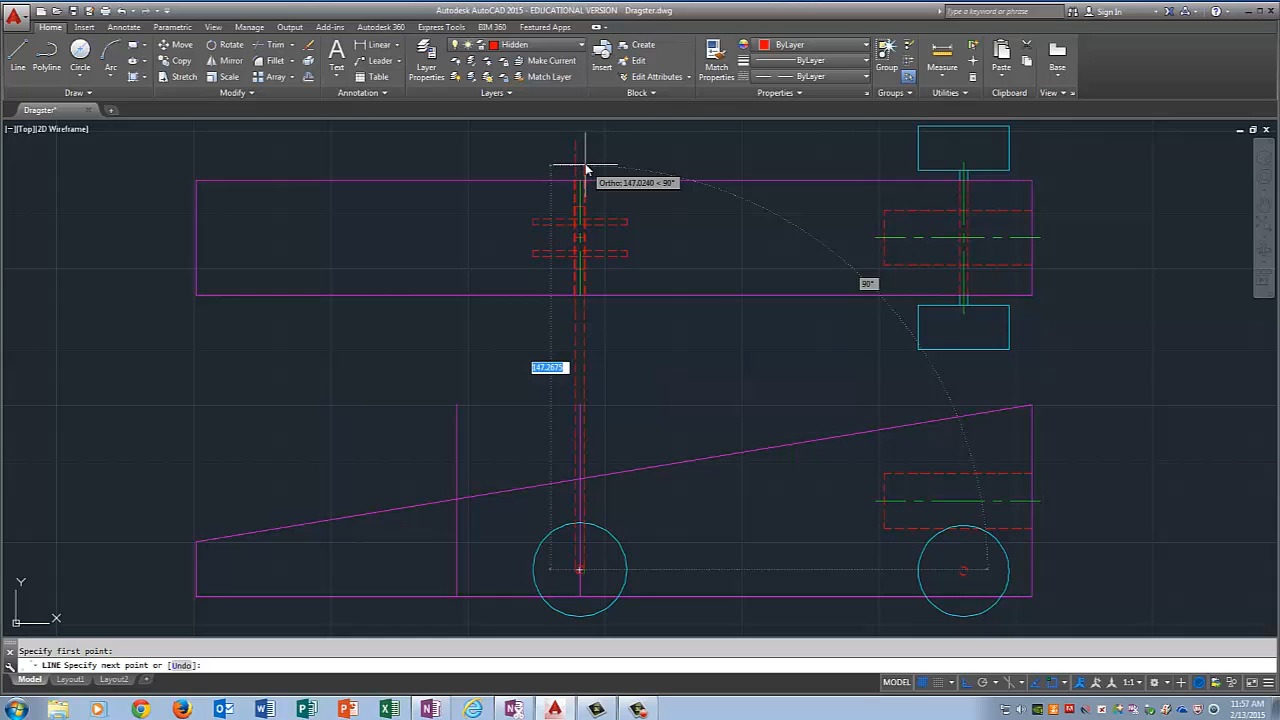 Autodesk AutoCAD 2015 - EDUCATIONAL VERSION Dragster.dwg
Type a keyword or phrase
Sign In
Home Insert Annotate Parametric View Manage Output Autodesk 360 Express Tools BIM 360 Featured Apps
Line Polyline Circle Arc
Move Rotate Trim
Copy Mirror Fillet
Stretch Scale Array
Text
Linear
Leader
Table
Layer Properties
Hidden
Make Current
Match Layer
Insert
Create
Edit
Edit Attributes
Match Properties
ByLayer
ByLayer
ByLayer
Group
Measure
Paste
Base
Draw Modify Annotation Layers Block Properties Groups Utilities Clipboard View
Dragster*
[−][Top][2D Wireframe]
Ortho: 147.0240 < 90°
90°
147.2675
Y
X
Specify first point:
LINE Specify next point or [Undo]:
Model Layout1 Layout2
MODEL
1:1
11:57 AM
2/13/2015